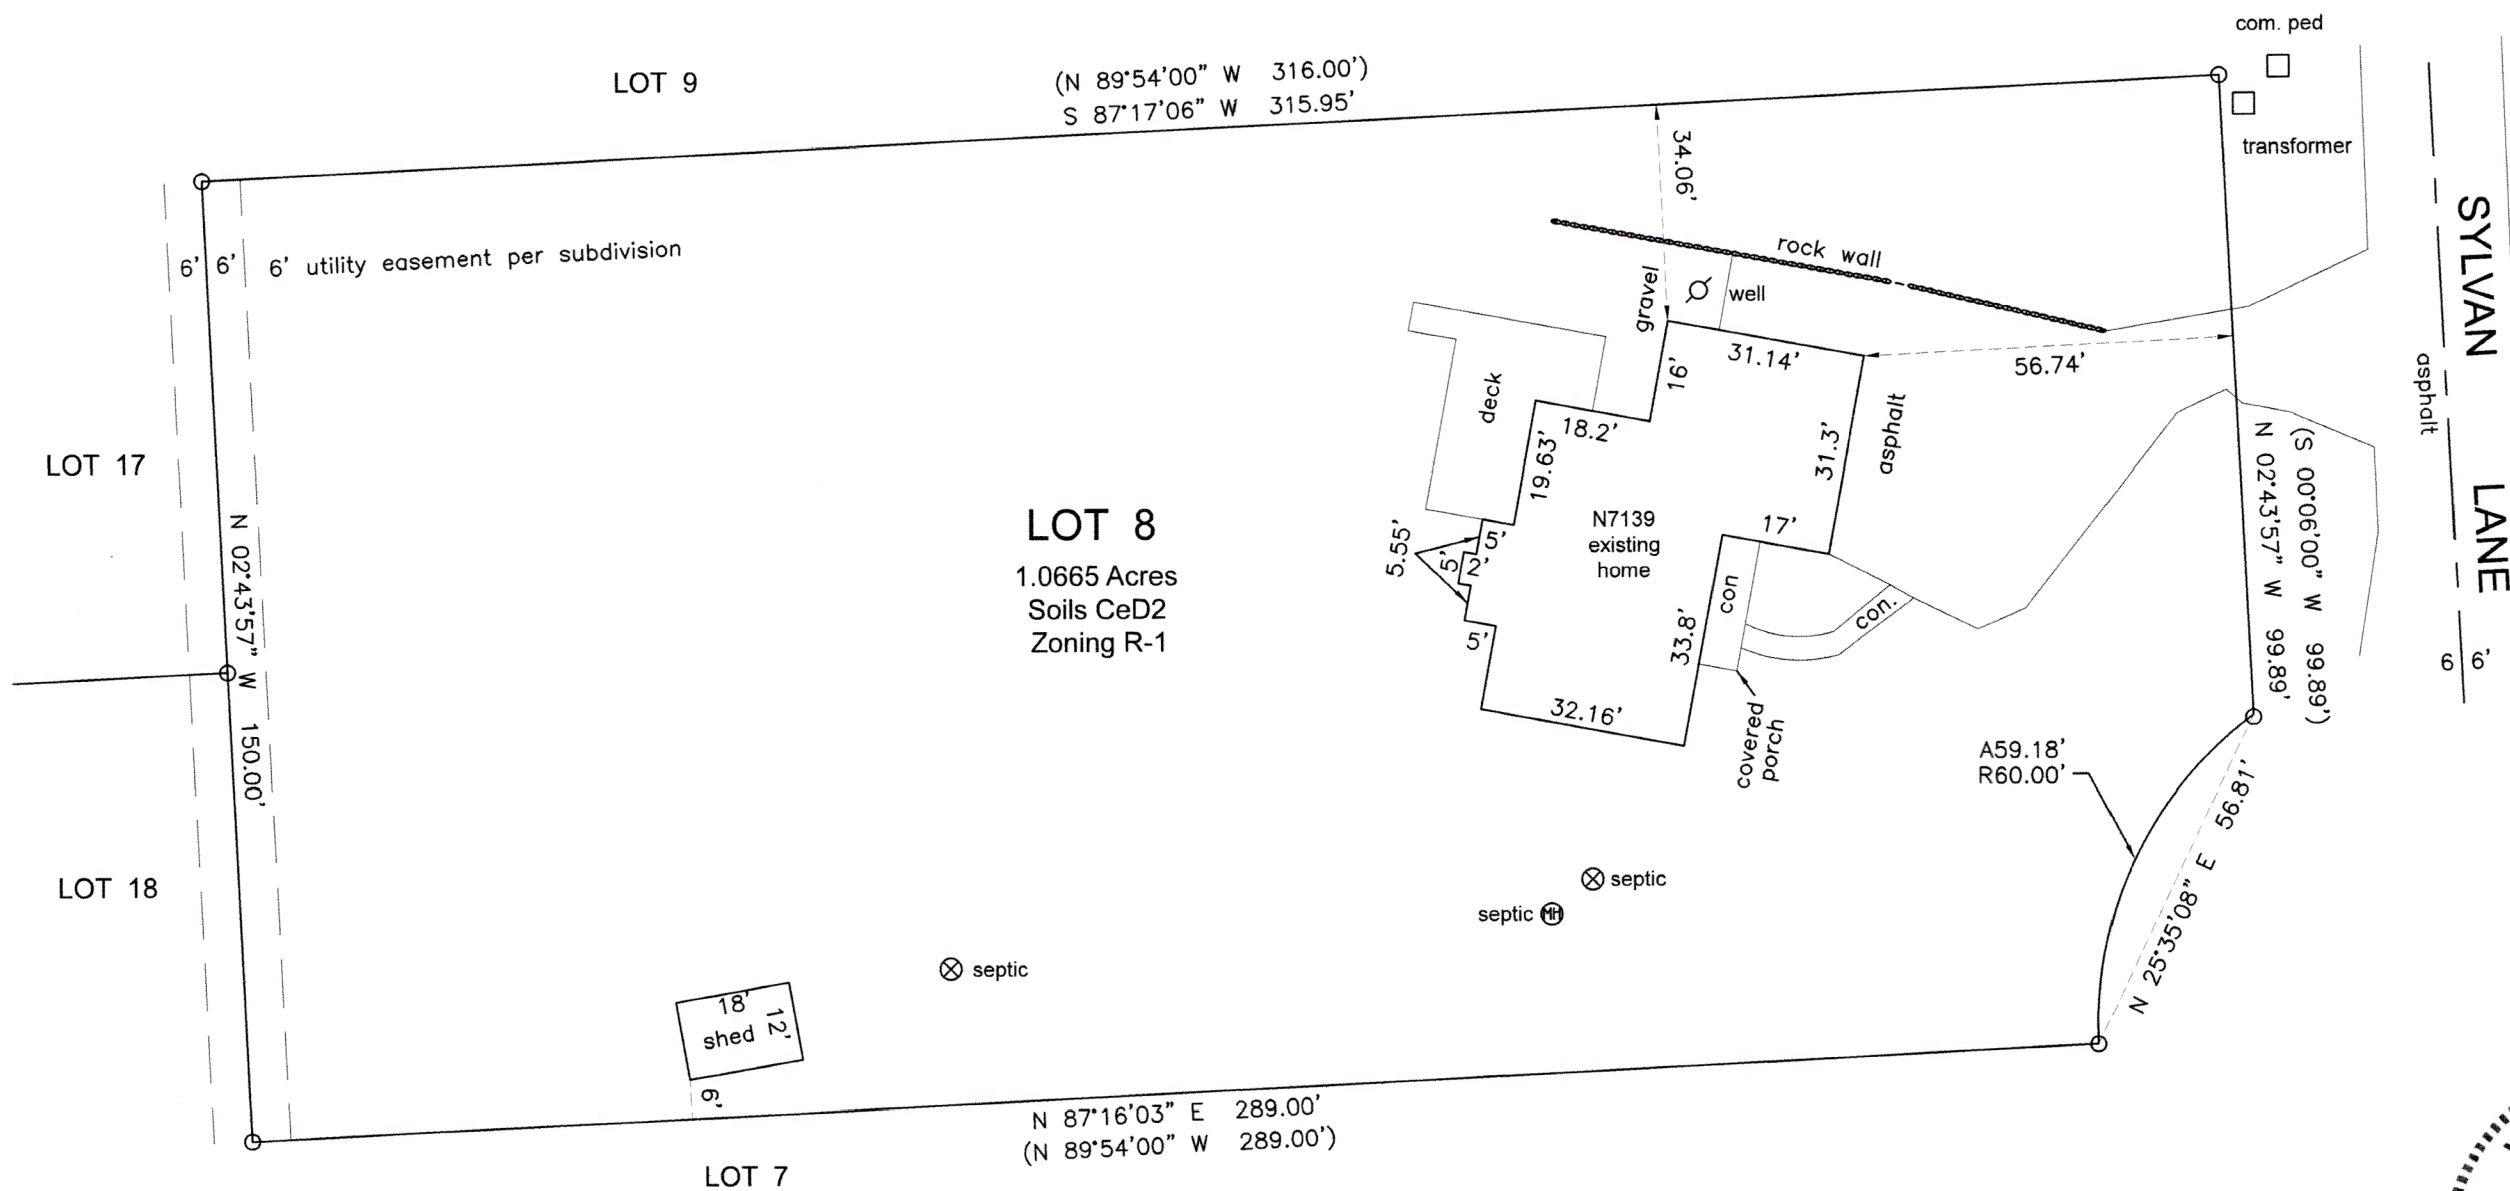 com. ped
LOT 9
(N 89°54'00" W 316.00')
S 87°17'06" W 315.95'
transformer
34.06'
6' 6' 6' utility easement per subdivision
rock wall
gravel
well
SYLVAN LANE
31.14'
56.74'
16'
asphalt
deck
18.2'
asphalt
31.3'
19.63'
LOT 17
N 02°43'57" W 150.00'
(S 00°06'00" W 99.89')
N 02°43'57" W 99.89'
LOT 8
1.0665 Acres
Soils CeD2
Zoning R-1
N7139
existing
home
17'
5.55'
5'
5'
2'
con
con.
5'
33.8'
6' 6'
32.16'
covered
porch
A59.18'
R60.00'
N 25°35'08" E 56.81'
LOT 18
septic
septic MH
septic
18'
12'
shed
6'
N 87°16'03" E 289.00'
(N 89°54'00" W 289.00')
LOT 7